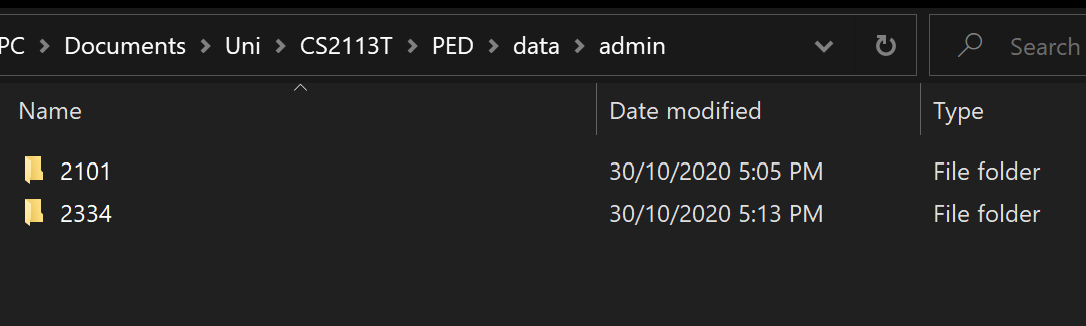 PC > Documents > Uni > CS2113T > PED > data > admin Search
Name Date modified Type
2101 30/10/2020 5:05 PM File folder
2334 30/10/2020 5:13 PM File folder